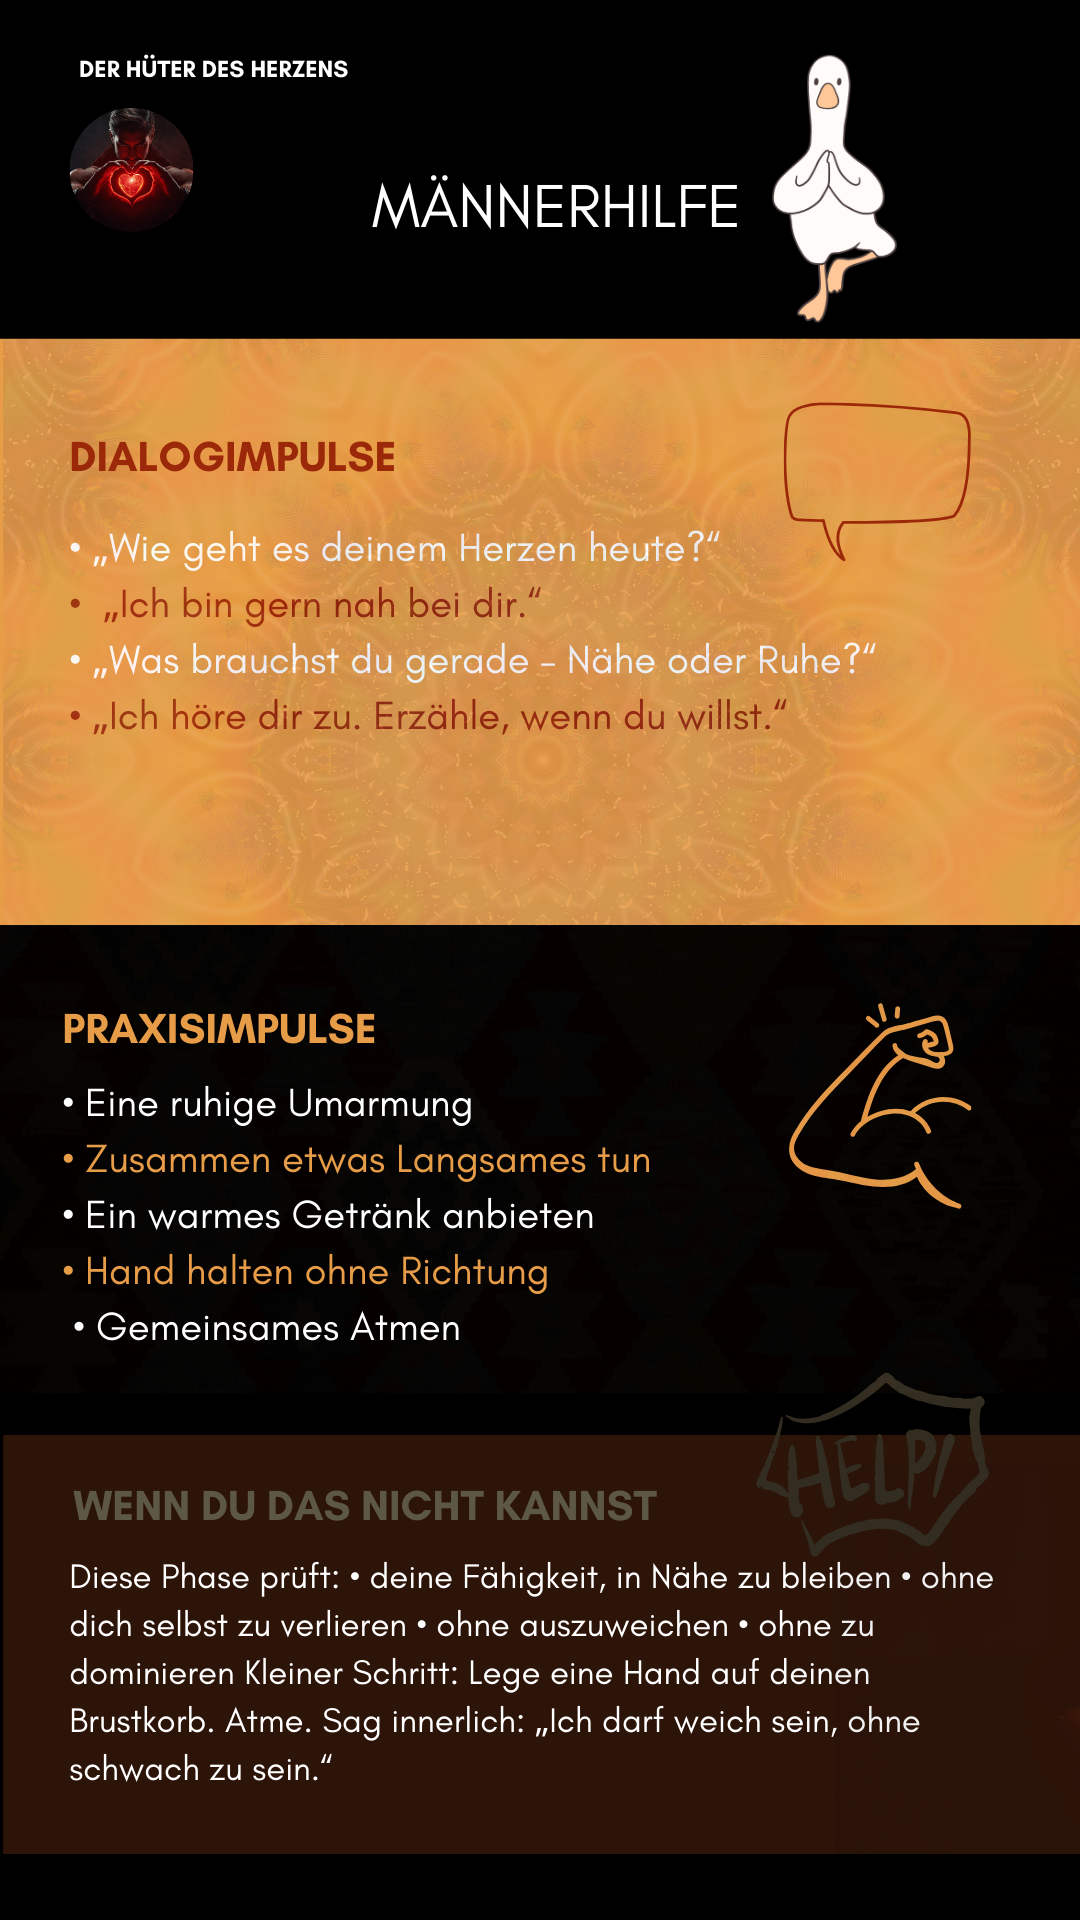 DER HÜTER DES HERZENS
MÄNNERHILFE
DIALOGIMPULSE
• „Wie geht es deinem Herzen heute?“
• „Ich bin gern nah bei dir.“
• „Was brauchst du gerade – Nähe oder Ruhe?“
• „Ich höre dir zu. Erzähle, wenn du willst.“
PRAXISIMPULSE
• Eine ruhige Umarmung
• Zusammen etwas Langsames tun
• Ein warmes Getränk anbieten
• Hand halten ohne Richtung
• Gemeinsames Atmen
HELP!
WENN DU DAS NICHT KANNST
Diese Phase prüft: • deine Fähigkeit, in Nähe zu bleiben • ohne
dich selbst zu verlieren • ohne auszuweichen • ohne zu
dominieren Kleiner Schritt: Lege eine Hand auf deinen
Brustkorb. Atme. Sag innerlich: „Ich darf weich sein, ohne
schwach zu sein.“